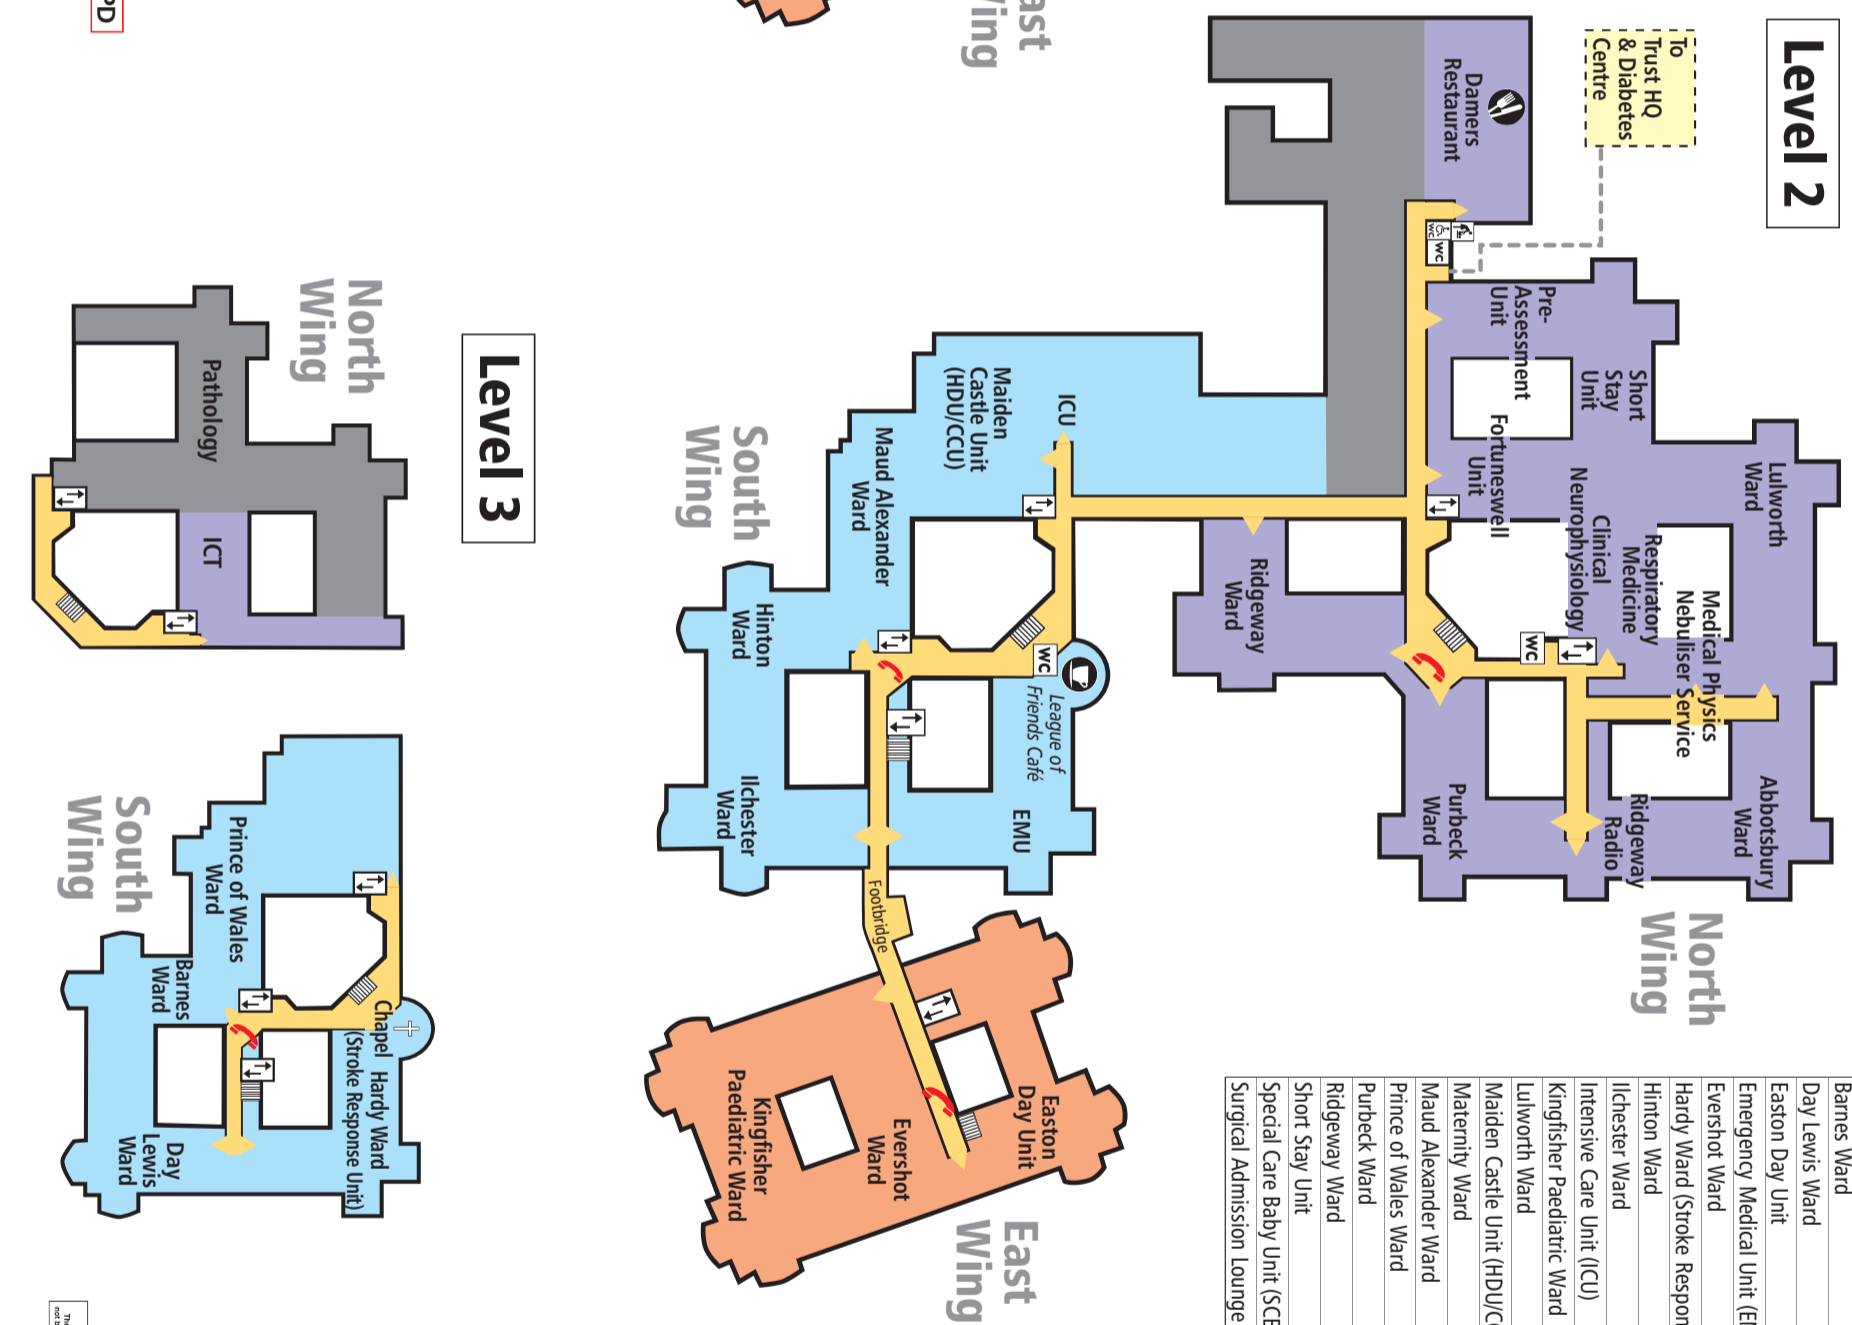 Level 2
To
Trust HQ
& Diabetes
Centre
Damers
Restaurant
WC
WC
Pre-
Assessment
Unit
Short
Stay
Unit
Fortuneswell
Unit
Lulworth
Ward
Clinical
Neurophysiology
Respiratory
Medicine
Medical Physics
Nebuliser Service
WC
Abbotsbury
Ward
Ridgeway
Radio
Purbeck
Ward
Ridgeway
Ward
North
Wing
ICU
Maiden
Castle Unit
(HDU/CCU)
Maud Alexander
Ward
South
Wing
Hinton
Ward
WC
League of
Friends Café
EMU
Ilchester
Ward
Footbridge
Easton
Day Unit
Evershot
Ward
Kingfisher
Paediatric Ward
East
Wing
ast
ing
Level 3
North
Wing
Pathology
ICT
South
Wing
Prince of Wales
Ward
Barnes
Ward
Chapel
Hardy Ward
(Stroke Response Unit)
Day
Lewis
Ward
PD
Barnes Ward
Day Lewis Ward
Easton Day Unit
Emergency Medical Unit (E
Evershot Ward
Hardy Ward (Stroke Respon
Hinton Ward
Ilchester Ward
Intensive Care Unit (ICU)
Kingfisher Paediatric Ward
Lulworth Ward
Maiden Castle Unit (HDU/C
Maternity Ward
Maud Alexander Ward
Prince of Wales Ward
Purbeck Ward
Ridgeway Ward
Short Stay Unit
Special Care Baby Unit (SCB
Surgical Admission Lounge